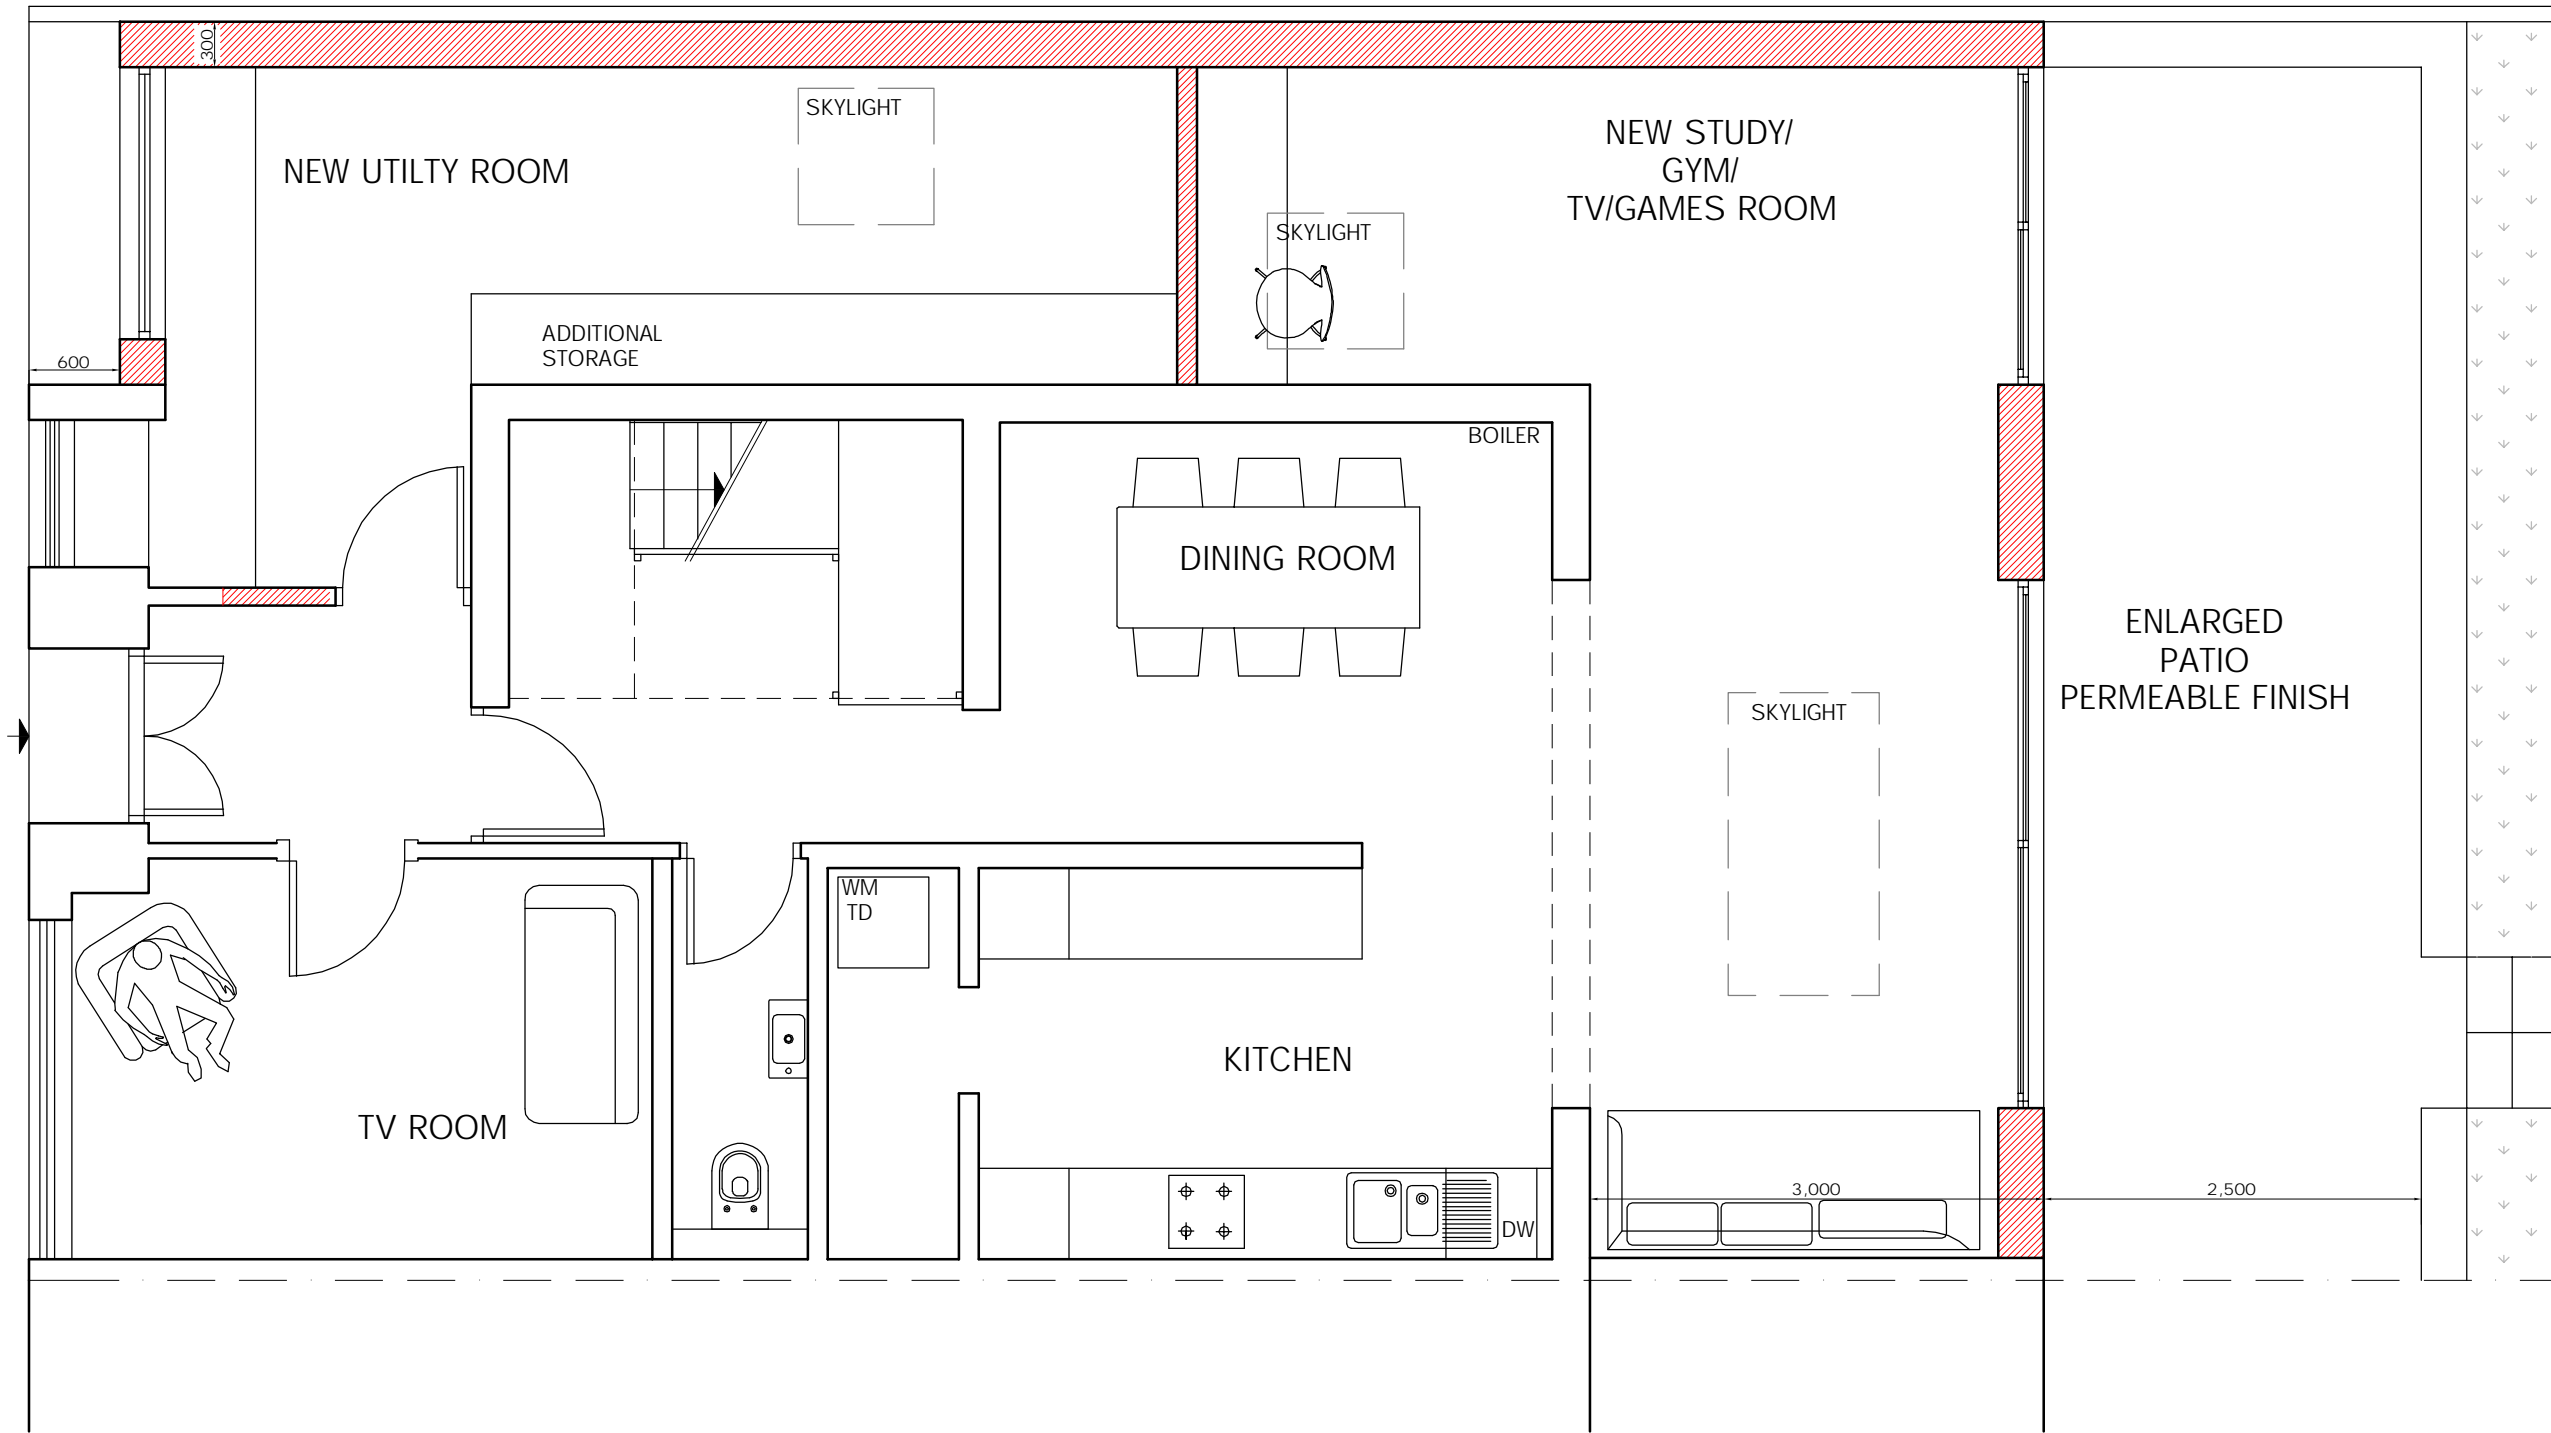 300
SKYLIGHT
NEW UTILTY ROOM
NEW STUDY/
GYM/
TV/GAMES ROOM
SKYLIGHT
ADDITIONAL
STORAGE
600
BOILER
DINING ROOM
ENLARGED
PATIO
PERMEABLE FINISH
SKYLIGHT
WM
TD
KITCHEN
TV ROOM
3,000
2,500
DW